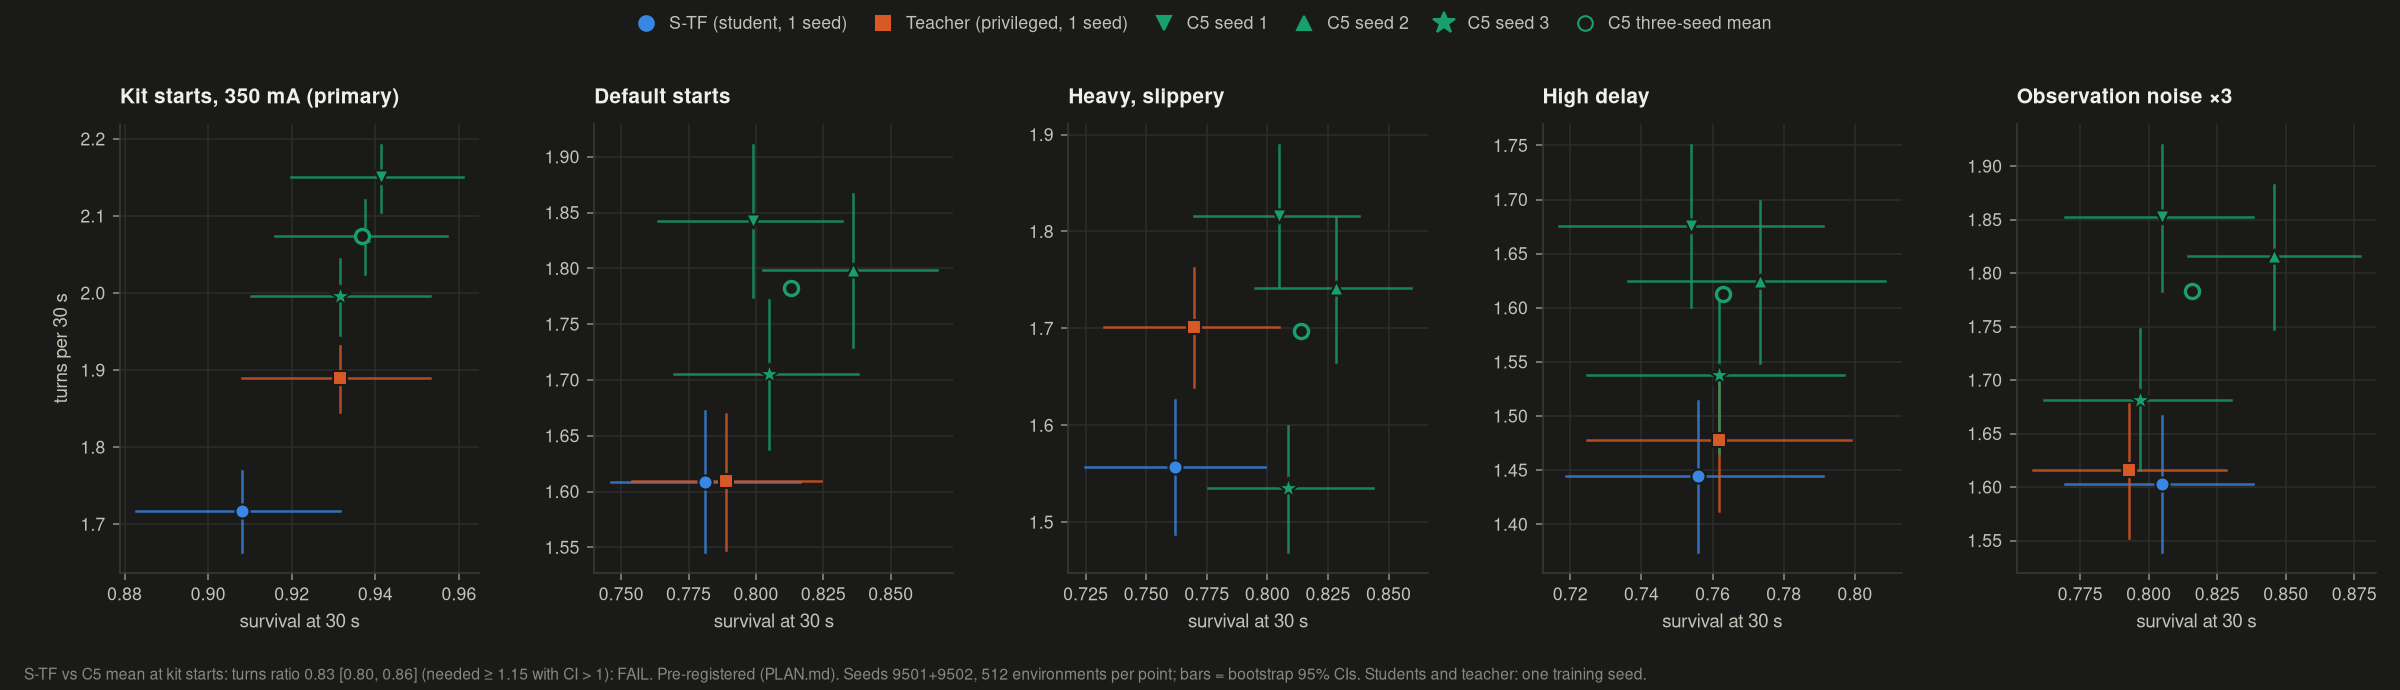 S-TF (student, 1 seed) Teacher (privileged, 1 seed) C5 seed 1 C5 seed 2 C5 seed 3 C5 three-seed mean
Kit starts, 350 mA (primary)
2.2
2.1
2.0
1.9
1.8
1.7
turns per 30 s
0.88 0.90 0.92 0.94 0.96
survival at 30 s
Default starts
1.90
1.85
1.80
1.75
1.70
1.65
1.60
1.55
0.750 0.775 0.800 0.825 0.850
survival at 30 s
Heavy, slippery
1.9
1.8
1.7
1.6
1.5
0.725 0.750 0.775 0.800 0.825 0.850
survival at 30 s
High delay
1.75
1.70
1.65
1.60
1.55
1.50
1.45
1.40
0.72 0.74 0.76 0.78 0.80
survival at 30 s
Observation noise ×3
1.90
1.85
1.80
1.75
1.70
1.65
1.60
1.55
0.775 0.800 0.825 0.850 0.875
survival at 30 s
S-TF vs C5 mean at kit starts: turns ratio 0.83 [0.80, 0.86] (needed ≥ 1.15 with CI > 1): FAIL. Pre-registered (PLAN.md). Seeds 9501+9502, 512 environments per point; bars = bootstrap 95% CIs. Students and teacher: one training seed.